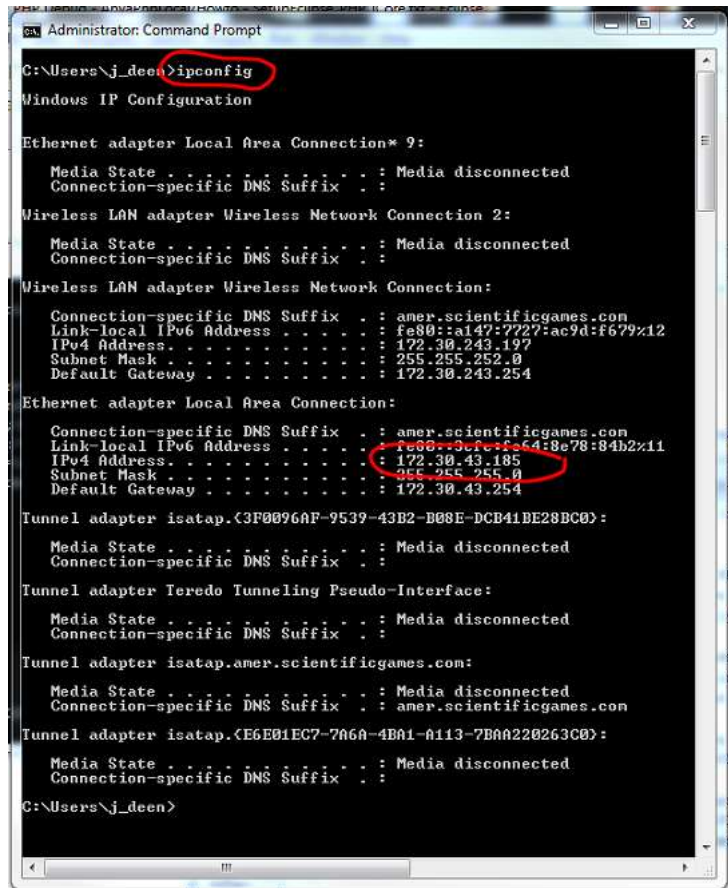 Administrator: Command Prompt
C:\Users\j_deen>ipconfig
Windows IP Configuration
Ethernet adapter Local Area Connection* 9:
Media State . . . . . . . . . . . : Media disconnected
Connection-specific DNS Suffix . :
Wireless LAN adapter Wireless Network Connection 2:
Media State . . . . . . . . . . . : Media disconnected
Connection-specific DNS Suffix . :
Wireless LAN adapter Wireless Network Connection:
Connection-specific DNS Suffix . : amer.scientificgames.com
Link-local IPv6 Address . . . . . : fe80::a147:7727:ac9d:f679%12
IPv4 Address. . . . . . . . . . . : 172.30.243.197
Subnet Mask . . . . . . . . . . . : 255.255.252.0
Default Gateway . . . . . . . . . : 172.30.243.254
Ethernet adapter Local Area Connection:
Connection-specific DNS Suffix . : amer.scientificgames.com
Link-local IPv6 Address . . . . . :
IPv4 Address. . . . . . . . . . . : 172.30.43.185
Subnet Mask . . . . . . . . . . . : 255.255.255.0
Default Gateway . . . . . . . . . : 172.30.43.254
Tunnel adapter isatap.{3F0096AF-9539-43B2-B08E-DCB41BE28BC0}:
Media State . . . . . . . . . . . : Media disconnected
Connection-specific DNS Suffix . :
Tunnel adapter Teredo Tunneling Pseudo-Interface:
Media State . . . . . . . . . . . : Media disconnected
Connection-specific DNS Suffix . :
Tunnel adapter isatap.amer.scientificgames.com:
Media State . . . . . . . . . . . : Media disconnected
Connection-specific DNS Suffix . : amer.scientificgames.com
Tunnel adapter isatap.{E6E01EC7-7A6A-4BA1-A113-7BAA220263C0}:
Media State . . . . . . . . . . . : Media disconnected
Connection-specific DNS Suffix . :
C:\Users\j_deen>